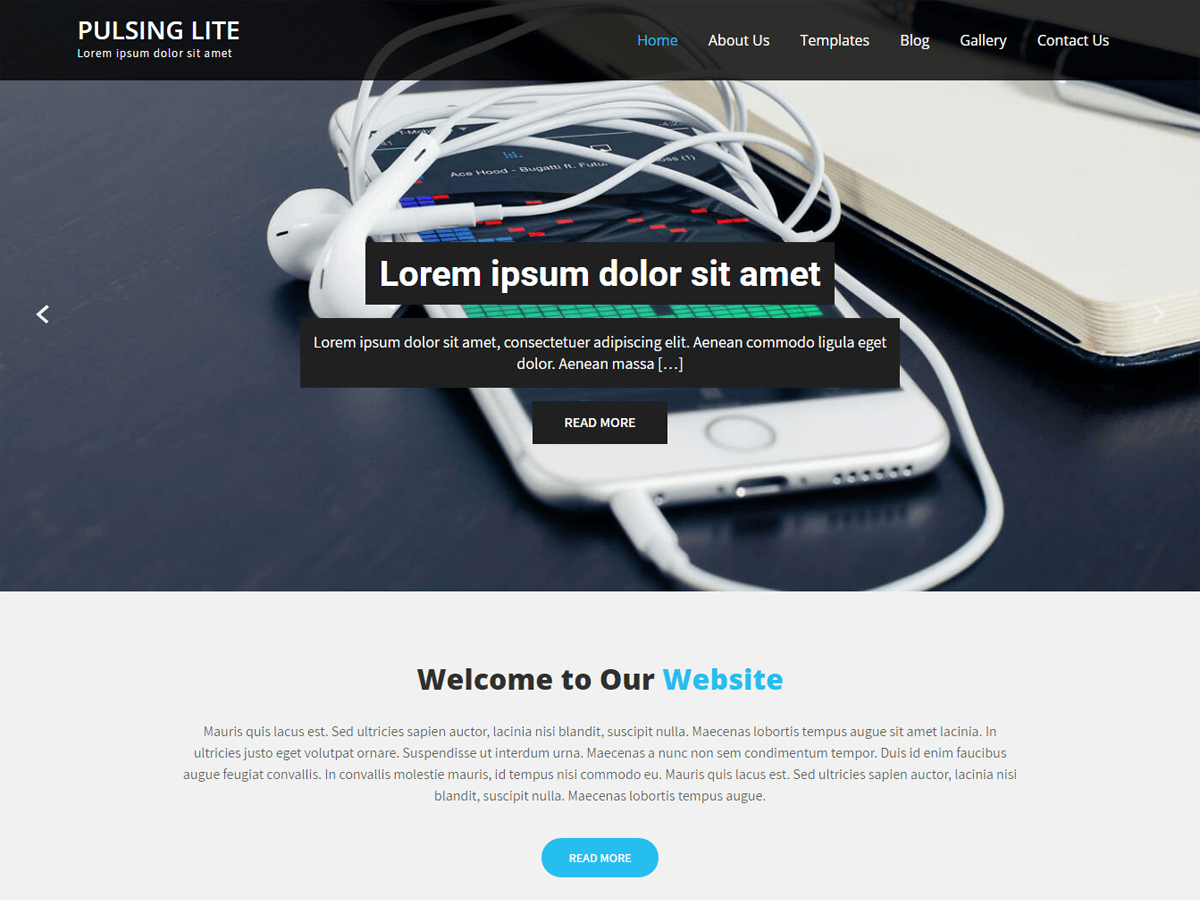 PULSING LITE
Lorem ipsum dolor sit amet
Home About Us Templates Blog Gallery Contact Us
Ace Hood - Bugatti ft. Futu
(1)
Lorem ipsum dolor sit amet
Lorem ipsum dolor sit amet, consectetuer adipiscing elit. Aenean commodo ligula eget
dolor. Aenean massa […]
READ MORE
Welcome to Our Website
Mauris quis lacus est. Sed ultricies sapien auctor, lacinia nisi blandit, suscipit nulla. Maecenas lobortis tempus augue sit amet lacinia. In
ultricies justo eget volutpat ornare. Suspendisse ut interdum urna. Maecenas a nunc non sem condimentum tempor. Duis id enim faucibus
augue feugiat convallis. In convallis molestie mauris, id tempus nisi commodo eu. Mauris quis lacus est. Sed ultricies sapien auctor, lacinia nisi
blandit, suscipit nulla. Maecenas lobortis tempus augue.
READ MORE